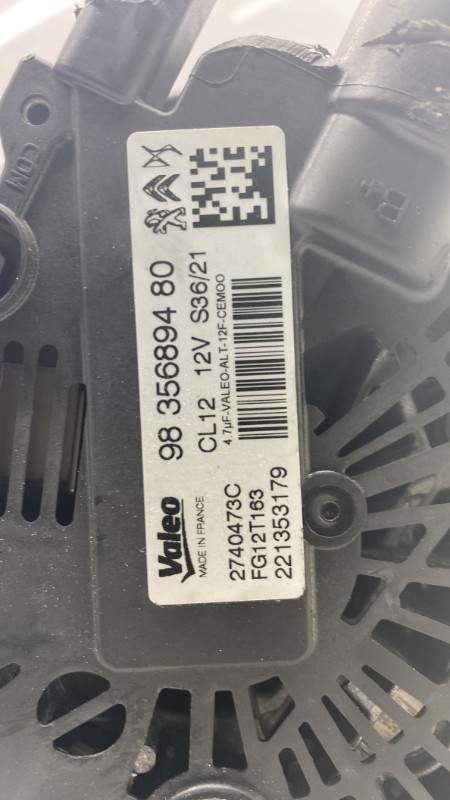 98 356894 80
CL12 12V S36/21
4.7µF-VALEO-ALT-12F-CEMOO
Valeo
MADE IN FRANCE
2740473C
FG12T163
221353179
COM
B+